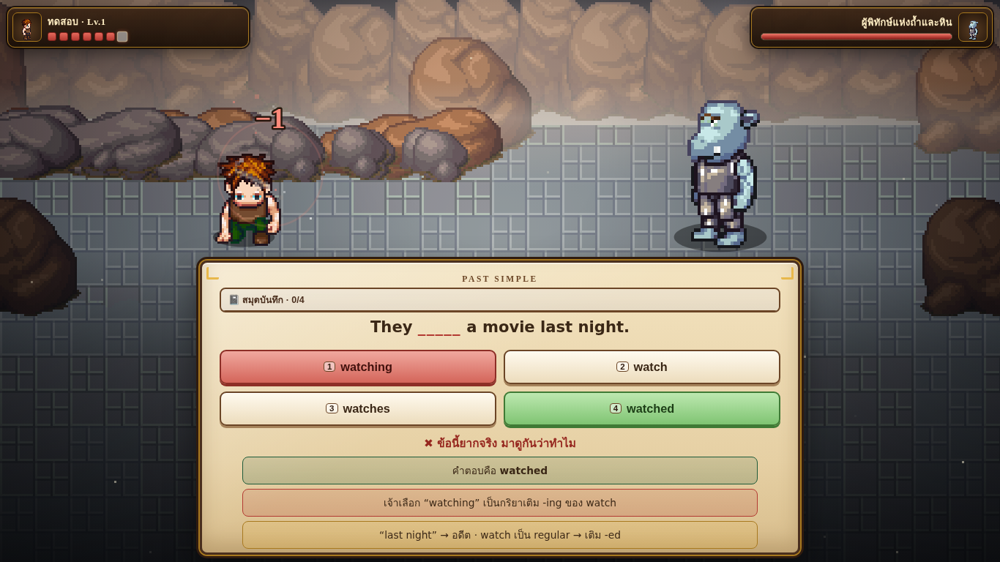 ทดสอบ · Lv.1
ผู้พิทักษ์แห่งถ้ำและหิน
−1
PAST SIMPLE
สมุดบันทึก · 0/4
They _____ a movie last night.
1 watching
2 watch
3 watches
4 watched
✖ ข้อนี้ยากจริง มาดูกันว่าทำไม
คำตอบคือ watched
เจ้าเลือก “watching” เป็นกริยาเติม -ing ของ watch
“last night” → อดีต · watch เป็น regular → เติม -ed